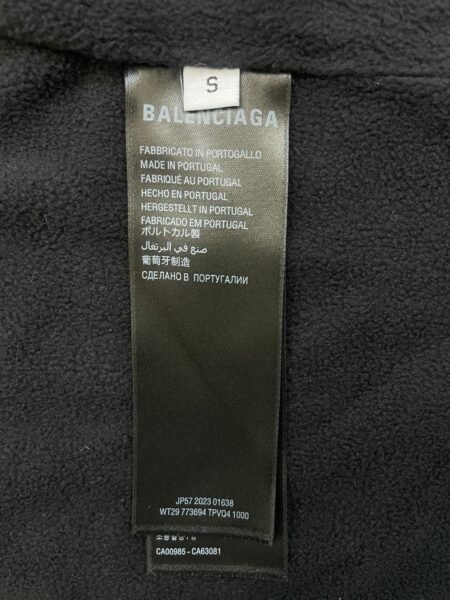 S
BALENCIAGA
FABBRICATO IN PORTOGALLO
MADE IN PORTUGAL
FABRIQUÉ AU PORTUGAL
HECHO EN PORTUGAL
HERGESTELLT IN PORTUGAL
FABRICADO EM PORTUGAL
ポルトカル製
صنع في البرتغال
葡萄牙制造
СДЕЛАНО В ПОРТУГАЛИИ
JP57 2023 01638
WT29 773694 TPVQ4 1000
CA00985 - CA63081